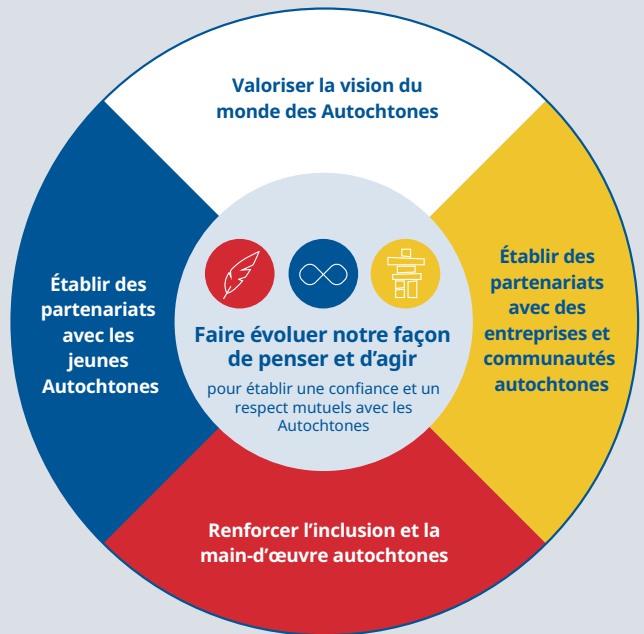 Valoriser la vision du
monde des Autochtones
Établir des
partenariats
avec les
jeunes
Autochtones
Faire évoluer notre façon
de penser et d’agir
pour établir une confiance et un
respect mutuels avec les
Autochtones
Établir des
partenariats
avec des
entreprises et
communautés
autochtones
Renforcer l’inclusion et la
main-d’œuvre autochtones